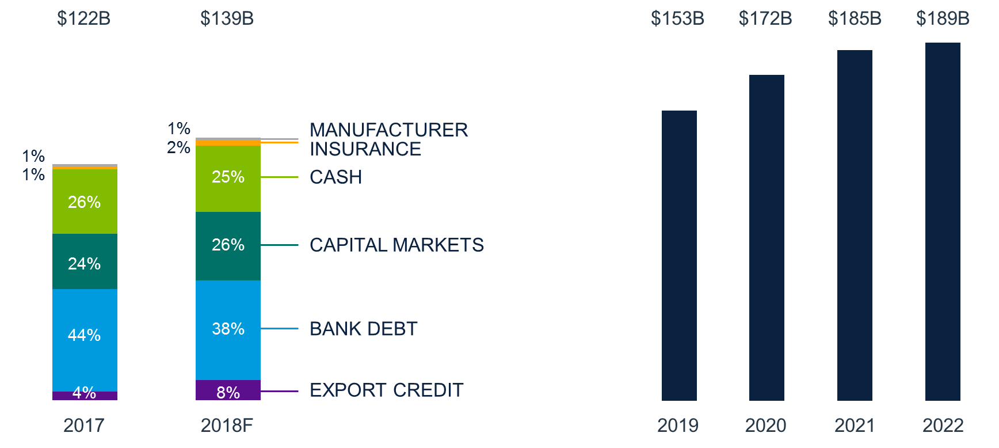 $122B $139B $153B $172B $185B $189B
1% MANUFACTURER
2% INSURANCE
1%
1%
25% CASH
26%
26% CAPITAL MARKETS
24%
38% BANK DEBT
44%
4% 8% EXPORT CREDIT
2017 2018F 2019 2020 2021 2022